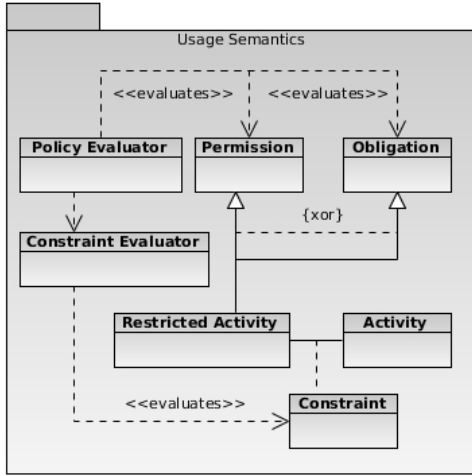 Usage Semantics
<<evaluates>> <<evaluates>>
Policy Evaluator Permission Obligation
{xor}
Constraint Evaluator
Restricted Activity Activity
<<evaluates>> Constraint